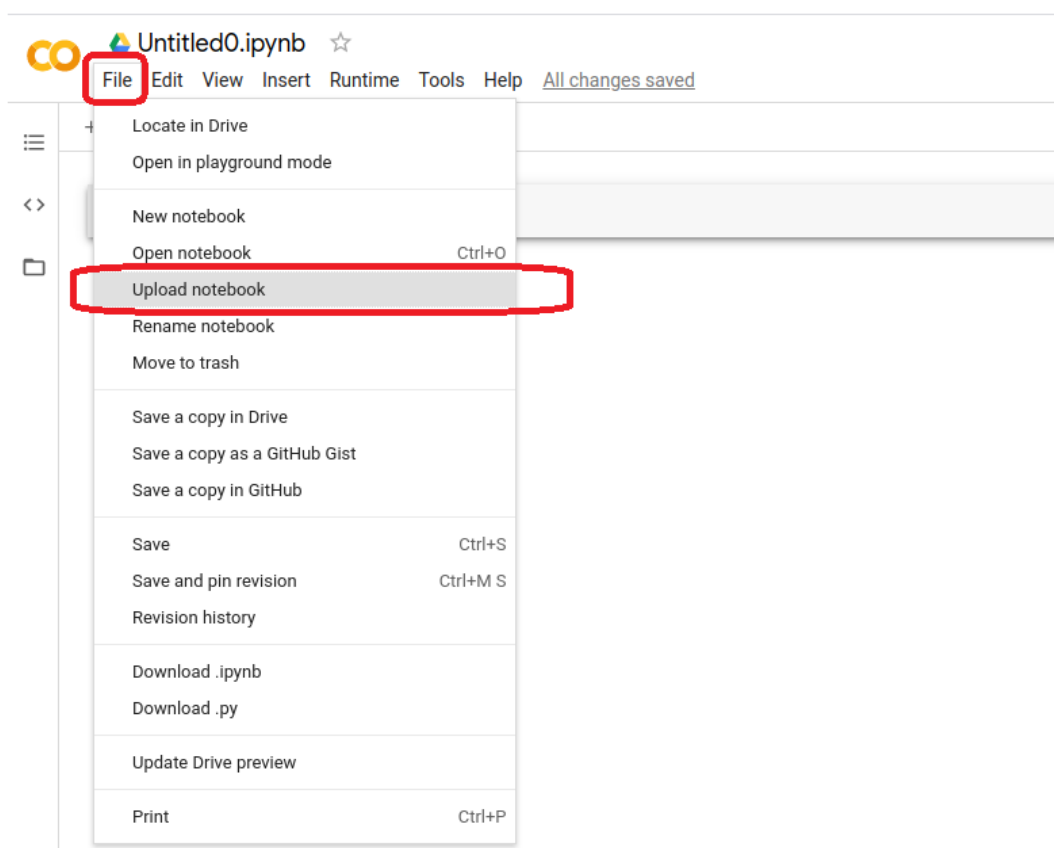 Untitled0.ipynb
File Edit View Insert Runtime Tools Help All changes saved
Locate in Drive
Open in playground mode
New notebook
Open notebook Ctrl+O
Upload notebook
Rename notebook
Move to trash
Save a copy in Drive
Save a copy as a GitHub Gist
Save a copy in GitHub
Save Ctrl+S
Save and pin revision Ctrl+M S
Revision history
Download .ipynb
Download .py
Update Drive preview
Print Ctrl+P